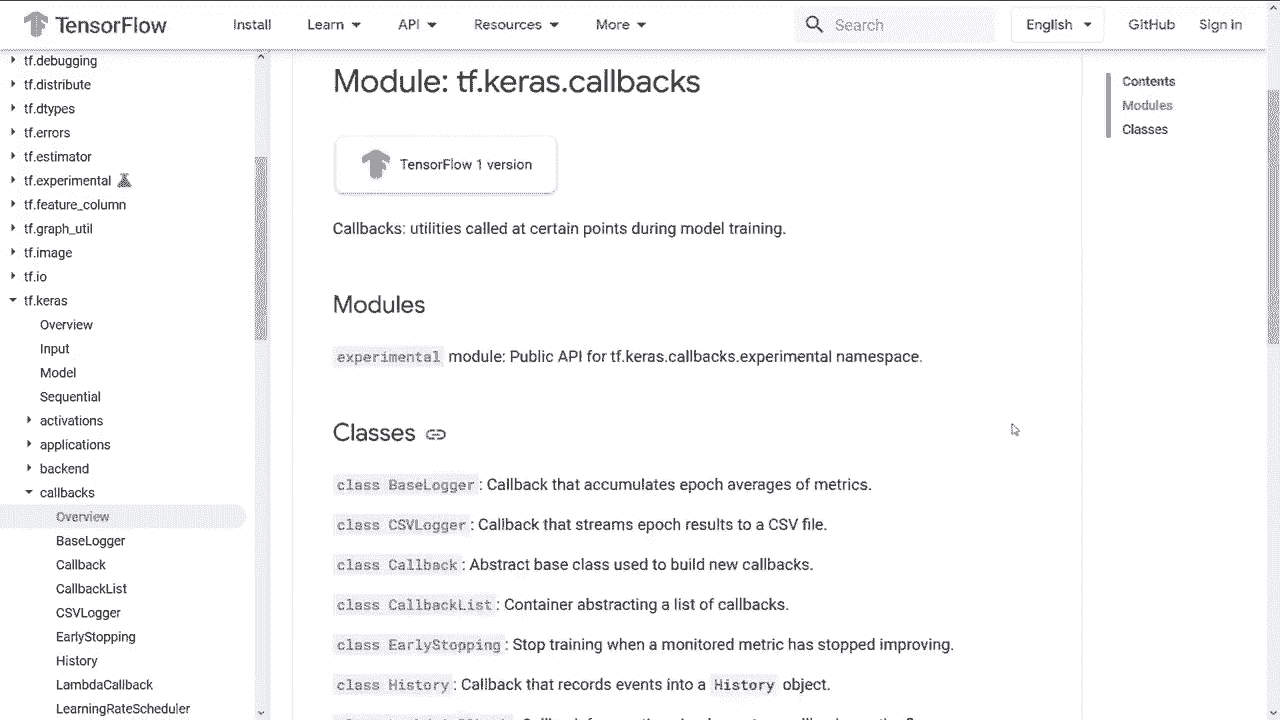 TensorFlow
Install
Learn
API
Resources
More
Search
English
GitHub
Sign in
tf.debugging
tf.distribute
tf.dtypes
tf.errors
tf.estimator
tf.experimental
tf.feature_column
tf.graph_util
tf.image
tf.io
tf.keras
Overview
Input
Model
Sequential
activations
applications
backend
callbacks
Overview
BaseLogger
Callback
CallbackList
CSVLogger
EarlyStopping
History
LambdaCallback
LearningRateScheduler
Module: tf.keras.callbacks
TensorFlow 1 version
Callbacks: utilities called at certain points during model training.
Modules
experimental module: Public API for tf.keras.callbacks.experimental namespace.
Classes
class BaseLogger: Callback that accumulates epoch averages of metrics.
class CSVLogger: Callback that streams epoch results to a CSV file.
class Callback: Abstract base class used to build new callbacks.
class CallbackList: Container abstracting a list of callbacks.
class EarlyStopping: Stop training when a monitored metric has stopped improving.
class History: Callback that records events into a History object.
Contents
Modules
Classes